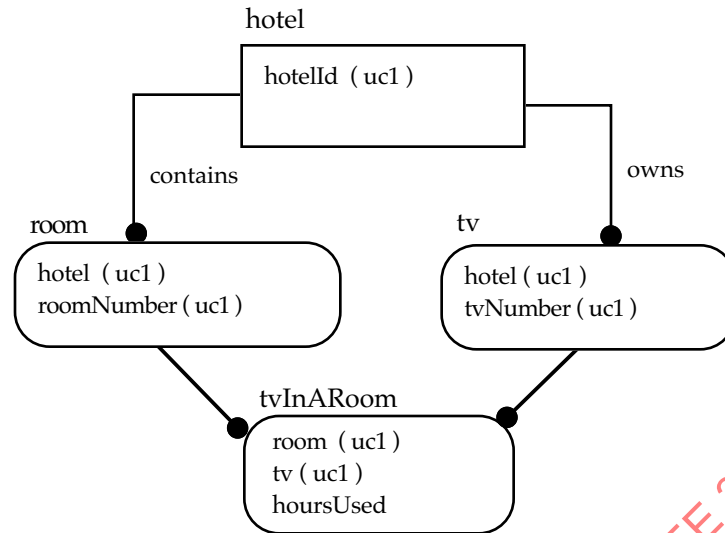 hotel
hotelId ( uc1 )
contains
owns
room
hotel ( uc1 )
roomNumber ( uc1 )
tv
hotel ( uc1 )
tvNumber ( uc1 )
tvInARoom
room ( uc1 )
tv ( uc1 )
hoursUsed